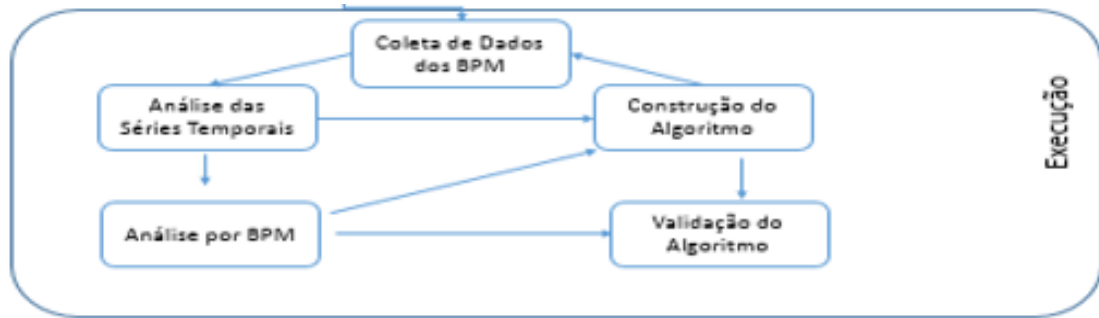 Coleta de Dados
dos BPM
Análise das
Séries Temporais
Construção do
Algoritmo
Análise por BPM
Validação do
Algoritmo
Execução